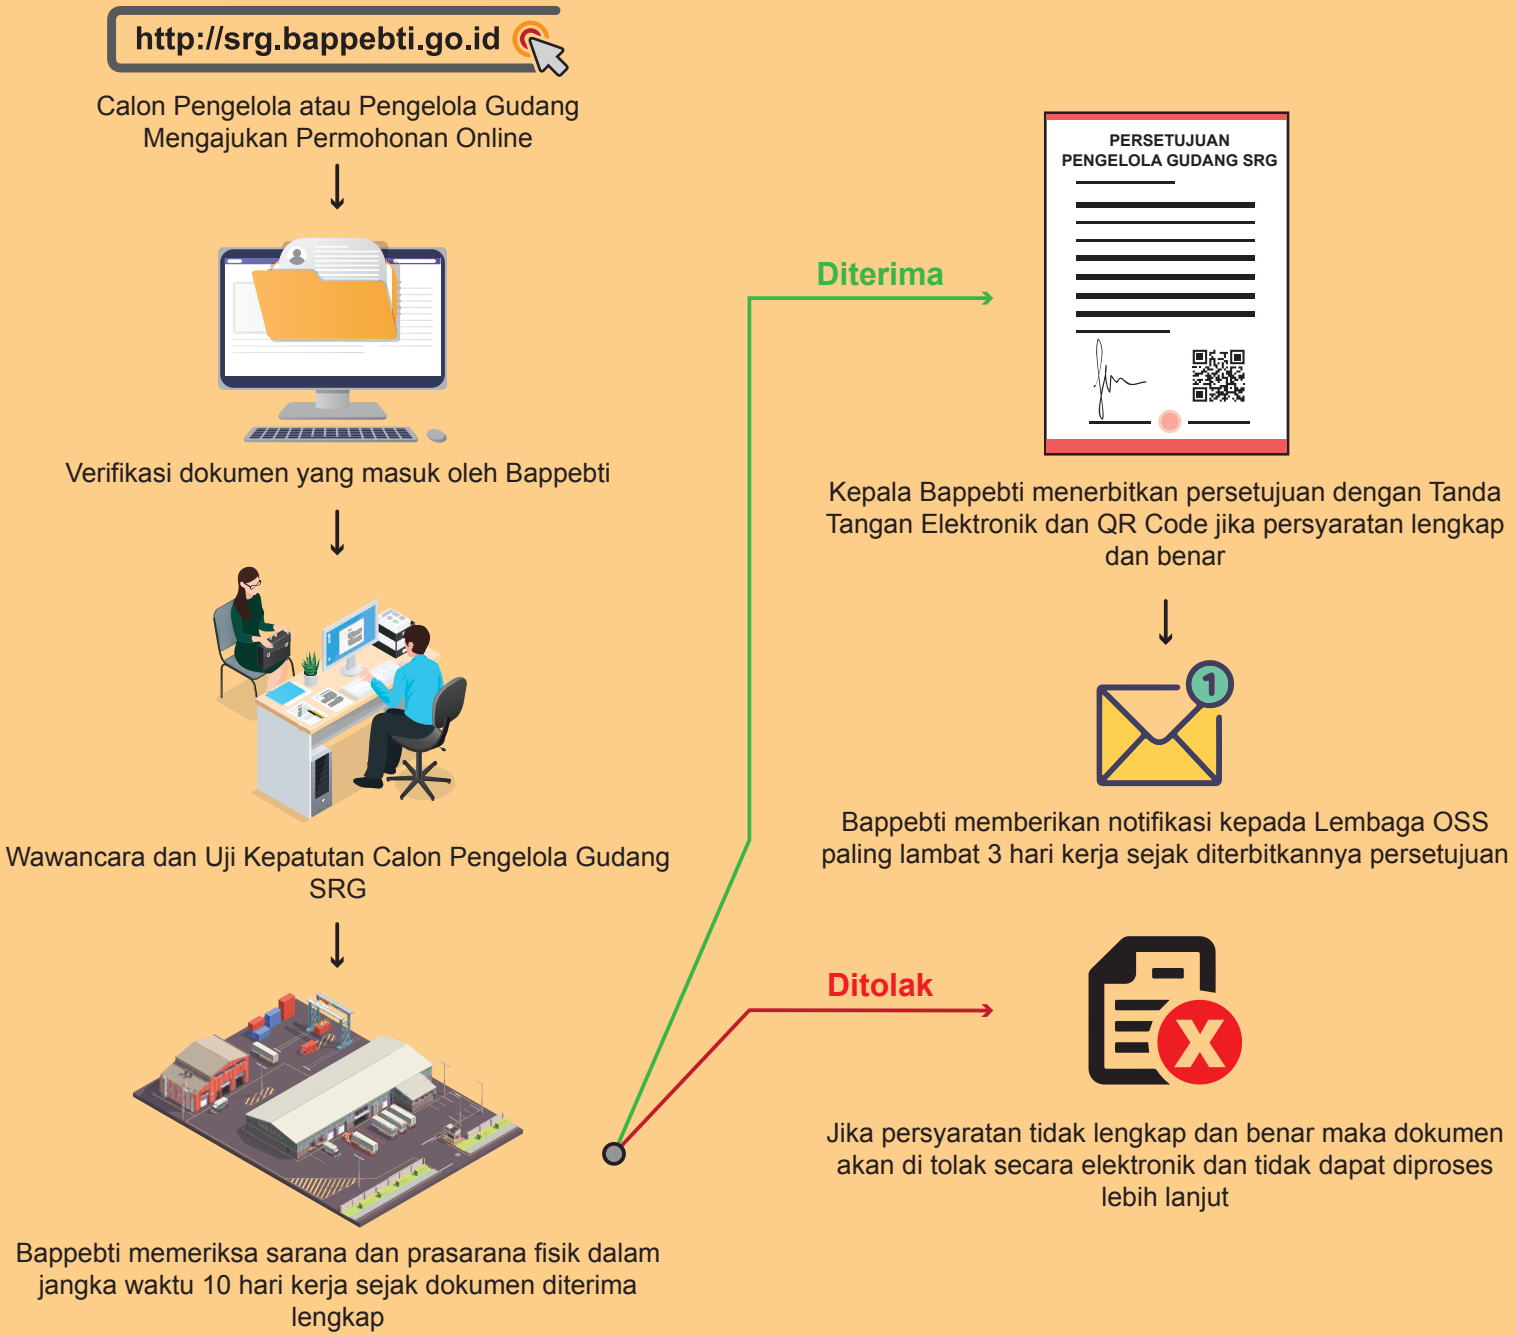 http://srg.bappebti.go.id
Calon Pengelola atau Pengelola Gudang
Mengajukan Permohonan Online
Verifikasi dokumen yang masuk oleh Bappebti
Wawancara dan Uji Kepatutan Calon Pengelola Gudang
SRG
Bappebti memeriksa sarana dan prasarana fisik dalam
jangka waktu 10 hari kerja sejak dokumen diterima
lengkap
Diterima
PERSETUJUAN
PENGELOLA GUDANG SRG
Kepala Bappebti menerbitkan persetujuan dengan Tanda
Tangan Elektronik dan QR Code jika persyaratan lengkap
dan benar
1
Bappebti memberikan notifikasi kepada Lembaga OSS
paling lambat 3 hari kerja sejak diterbitkannya persetujuan
Ditolak
X
Jika persyaratan tidak lengkap dan benar maka dokumen
akan di tolak secara elektronik dan tidak dapat diproses
lebih lanjut